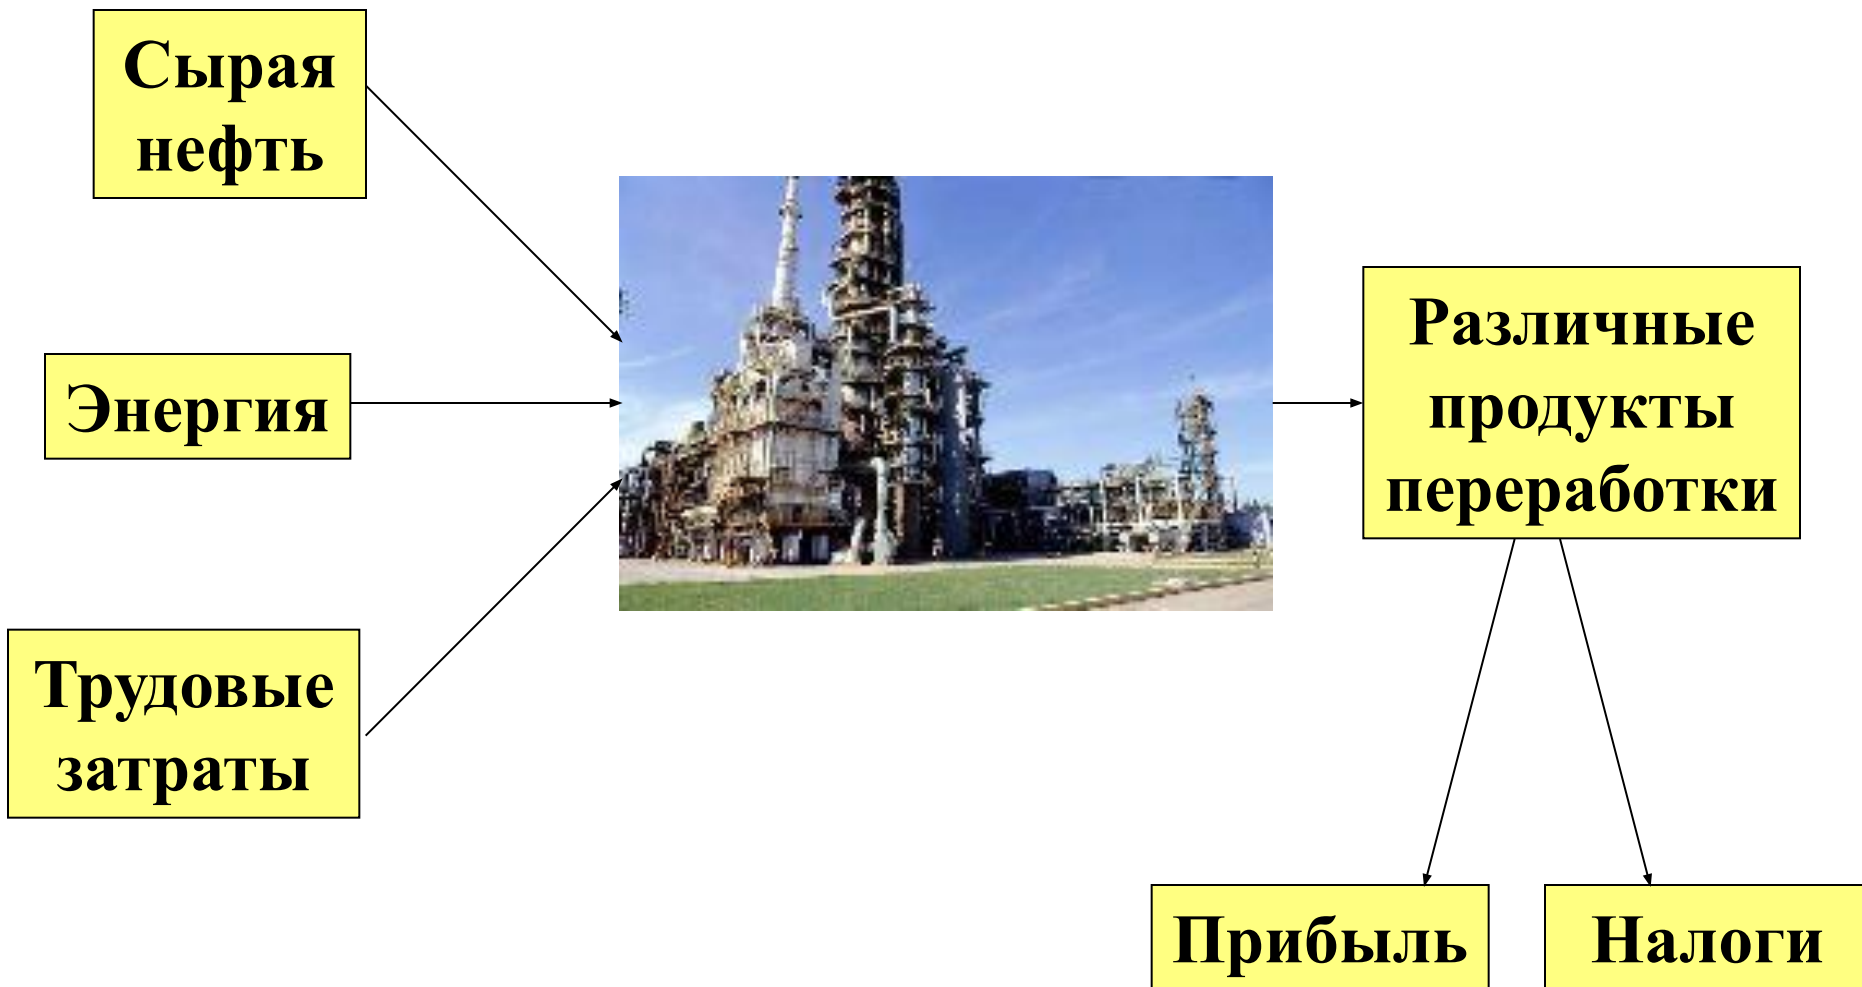 Сырая
нефть
Энергия
Трудовые
затраты
Различные
продукты
переработки
Прибыль
Налоги